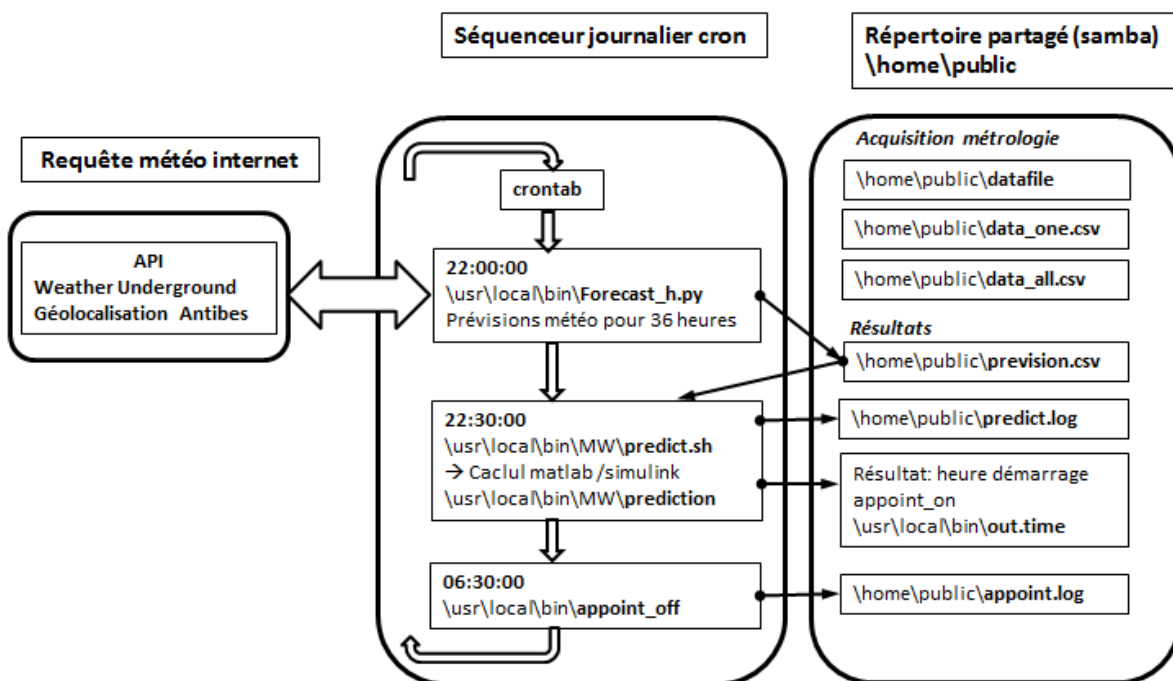 Séquenceur journalier cron
Répertoire partagé (samba)
\home\public
Requête météo internet
API
Weather Underground
Géolocalisation Antibes
crontab
22:00:00
\usr\local\bin\Forecast_h.py
Prévisions météo pour 36 heures
22:30:00
\usr\local\bin\MW\predict.sh
→ Caclul matlab /simulink
\usr\local\bin\MW\prediction
06:30:00
\usr\local\bin\appoint_off
Acquisition métrologie
\home\public\datafile
\home\public\data_one.csv
\home\public\data_all.csv
Résultats
\home\public\prevision.csv
\home\public\predict.log
Résultat: heure démarrage
appoint_on
\usr\local\bin\out.time
\home\public\appoint.log